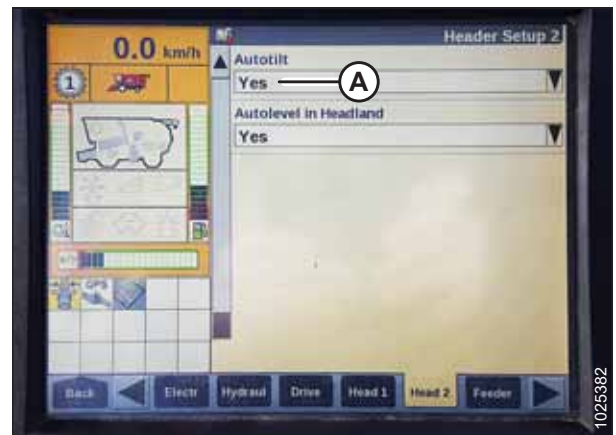 Header Setup 2
0.0 km/h
1
Autotilt
Yes
A
Autolevel in Headland
Yes
GPS
Back
Electr
Hydraul
Drive
Head 1
Head 2
Feeder
1025382